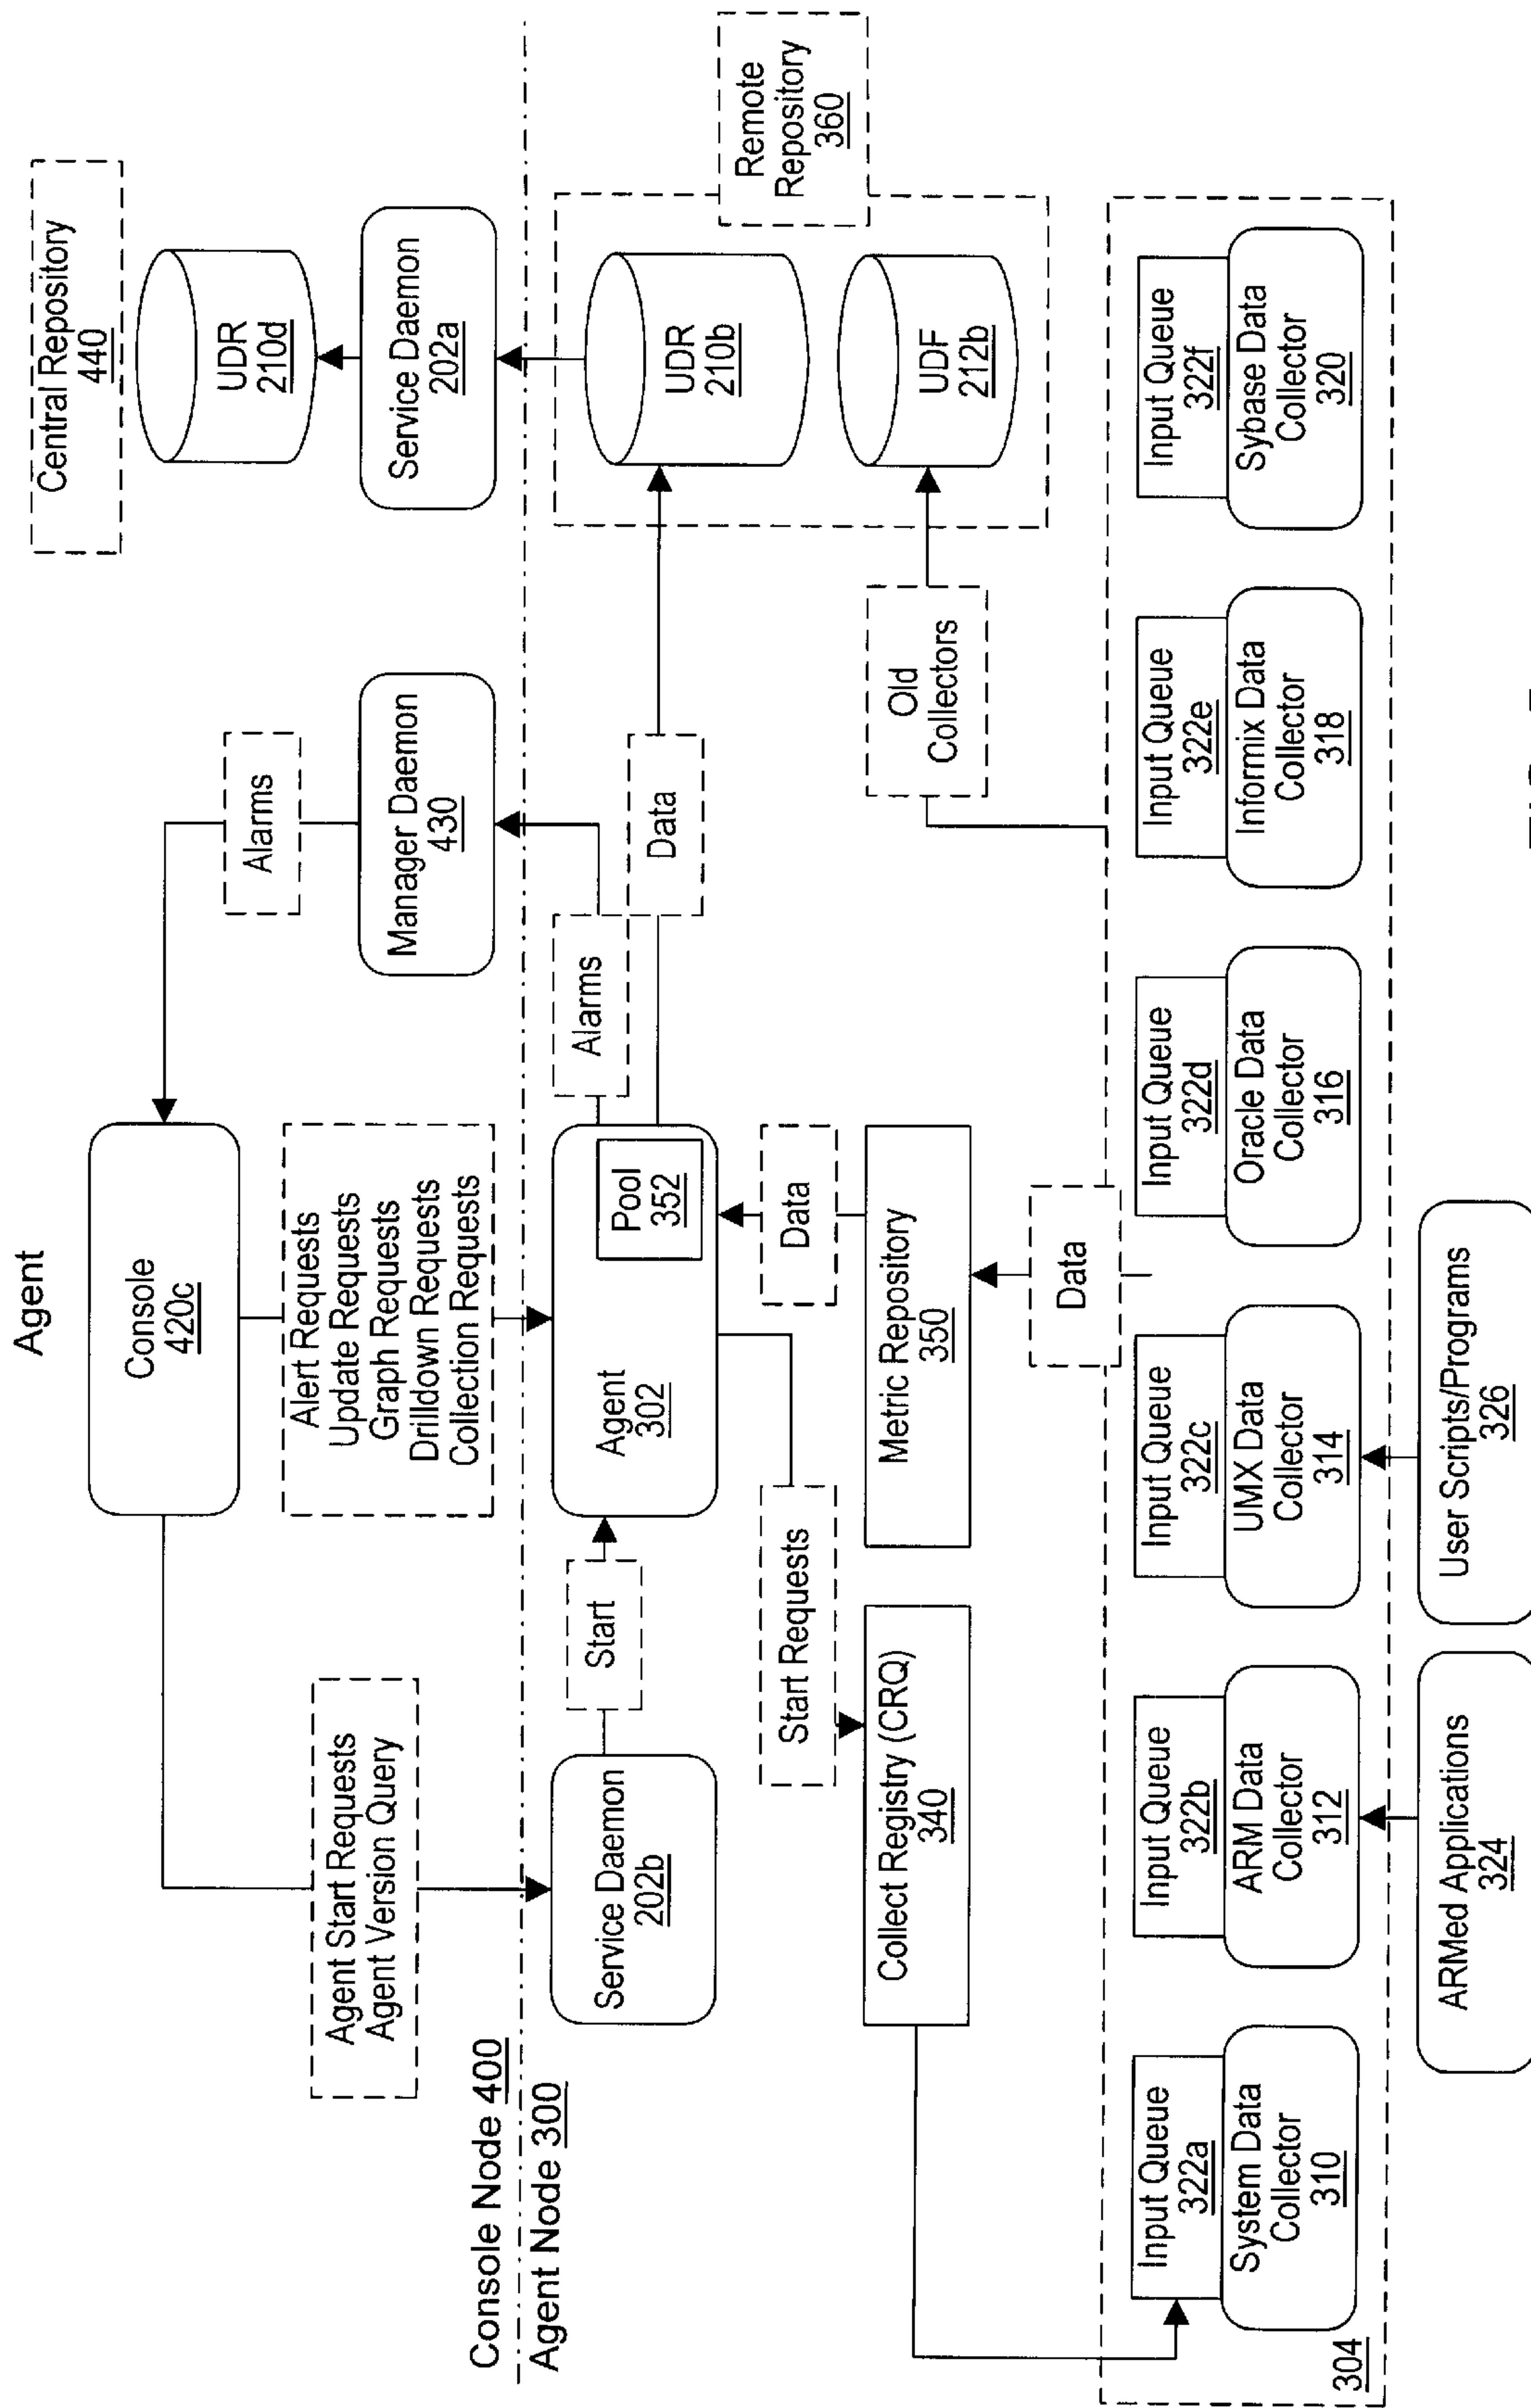 Agent
Console
420c
Central Repository
440
Alarms
UDR
210d
Agent Start Requests
Agent Version Query
Alert Requests
Update Requests
Graph Requests
Drilldown Requests
Collection Requests
Manager Daemon
430
Service Daemon
202a
Console Node 400
Agent Node 300
Service Daemon
202b
Start
Agent
302
Pool
352
Alarms
Data
UDR
210b
Remote
Repository
360
Start Requests
Data
UDF
212b
Collect Registry (CRQ)
340
Metric Repository
350
Old
Collectors
Data
Input Queue
322a
System Data
Collector
310
Input Queue
322b
ARM Data
Collector
312
Input Queue
322c
UMX Data
Collector
314
Input Queue
322d
Oracle Data
Collector
316
Input Queue
322e
Informix Data
Collector
318
Input Queue
322f
Sybase Data
Collector
320
304
ARMed Applications
324
User Scripts/Programs
326